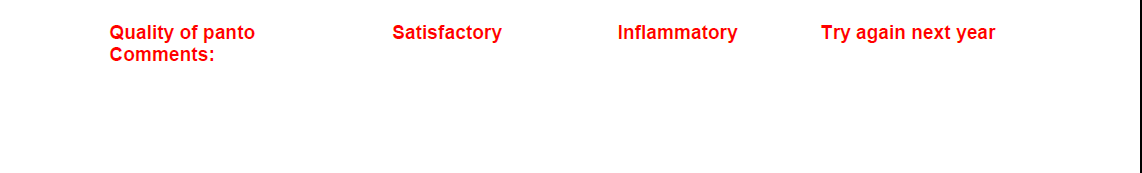 Quality of panto Satisfactory Inflammatory Try again next year
Comments: